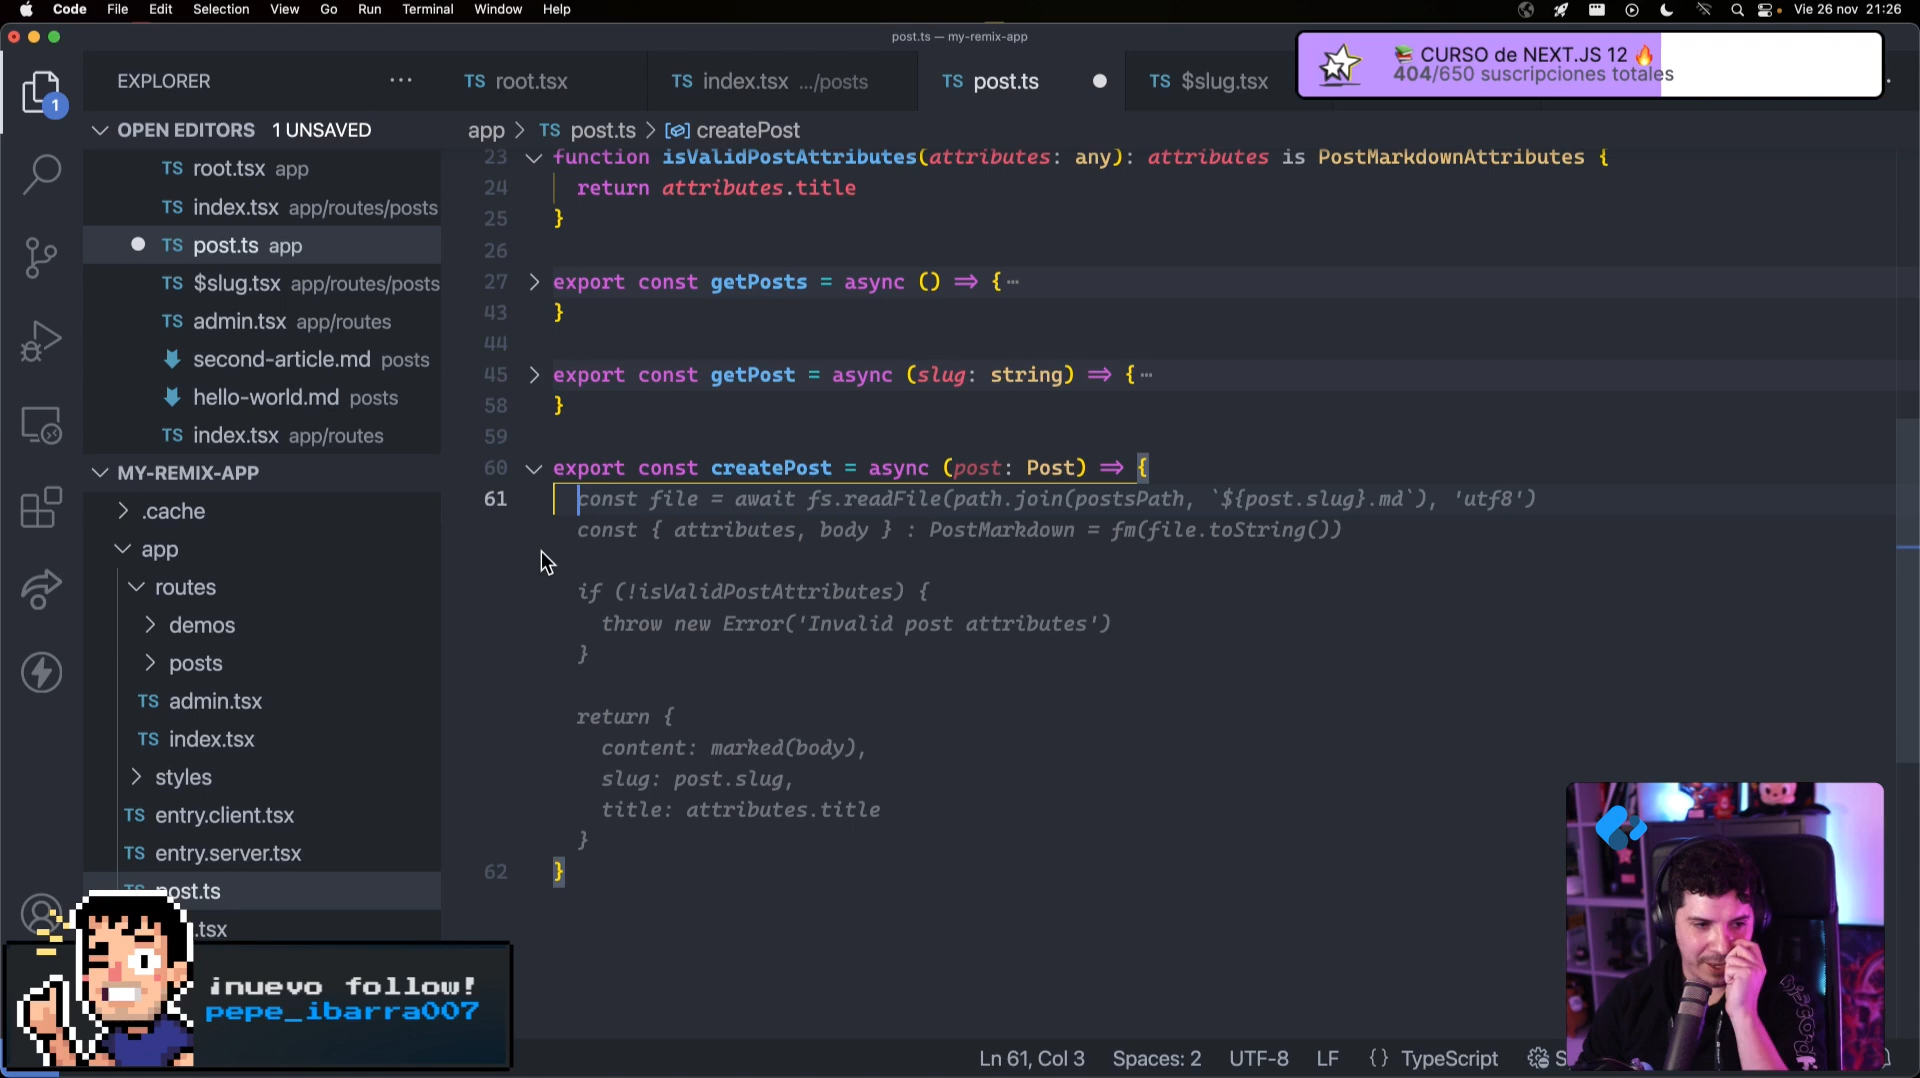 Code File Edit Selection View Go Run Terminal Window Help Vie 26 nov 21:26
post.ts — my-remix-app
EXPLORER
TS root.tsx
TS index.tsx .../posts
TS post.ts
TS $slug.tsx
📚 CURSO de NEXT.JS 12 🔥
404/650 suscripciones totales
1
OPEN EDITORS 1 UNSAVED
TS root.tsx app
TS index.tsx app/routes/posts
TS post.ts app
TS $slug.tsx app/routes/posts
TS admin.tsx app/routes
second-article.md posts
hello-world.md posts
TS index.tsx app/routes
MY-REMIX-APP
.cache
app
routes
demos
posts
TS admin.tsx
TS index.tsx
styles
TS entry.client.tsx
TS entry.server.tsx
TS post.ts
.tsx
app > TS post.ts > createPost
23 function isValidPostAttributes(attributes: any): attributes is PostMarkdownAttributes {
24 return attributes.title
25 }
26
27 export const getPosts = async () ⇒ {⋯
43 }
44
45 export const getPost = async (slug: string) ⇒ {⋯
58 }
59
60 export const createPost = async (post: Post) ⇒ {
61 const file = await fs.readFile(path.join(postsPath, `${post.slug}.md`), 'utf8')
const { attributes, body } : PostMarkdown = fm(file.toString())
if (!isValidPostAttributes) {
throw new Error('Invalid post attributes')
}
return {
content: marked(body),
slug: post.slug,
title: attributes.title
}
62 }
¡nuevo follow!
pepe_ibarra007
Ln 61, Col 3 Spaces: 2 UTF-8 LF {} TypeScript